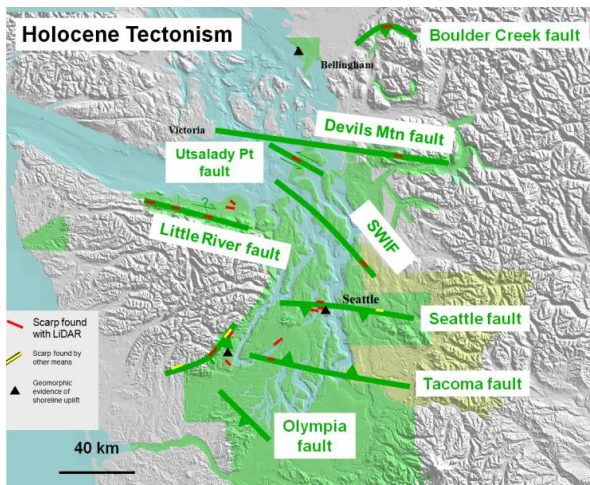 Holocene Tectonism
Boulder Creek fault
Bellingham
Victoria
Devils Mtn fault
Utsalady Pt
fault
?
Little River fault
SWIF
Seattle
Seattle fault
Tacoma fault
Olympia
fault
Scarp found
with LiDAR
Scarp found by
other means
Geomorphic
evidence of
shoreline uplift
40 km